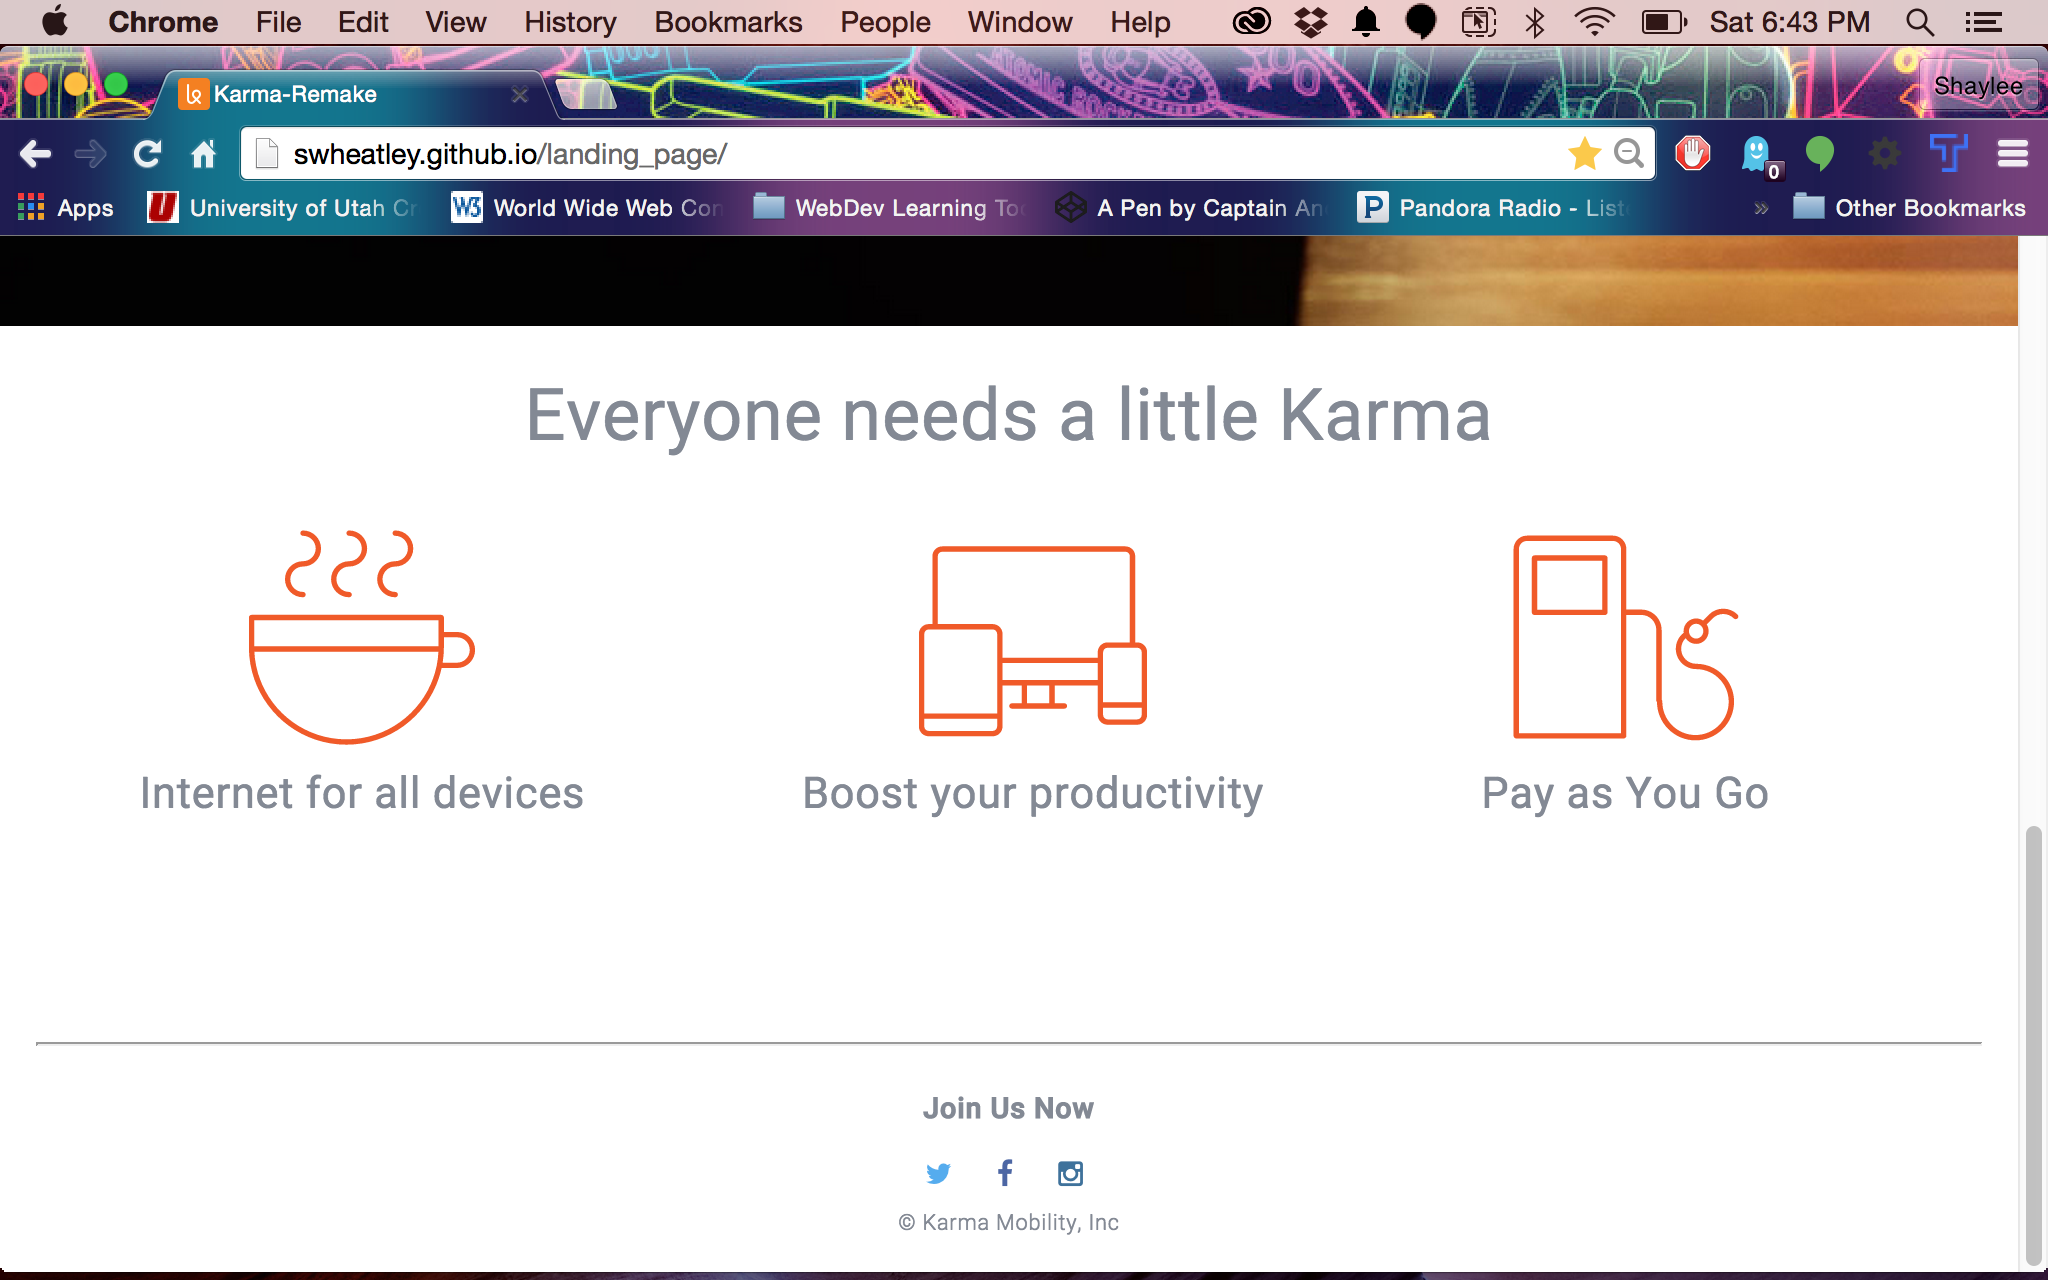 Chrome File Edit View History Bookmarks People Window Help Sat 6:43 PM
Karma-Remake Shaylee
swheatley.github.io/landing_page/ 0
Apps University of Utah Cr World Wide Web Con WebDev Learning Too A Pen by Captain An Pandora Radio - List » Other Bookmarks
Everyone needs a little Karma
Internet for all devices Boost your productivity Pay as You Go
Join Us Now
© Karma Mobility, Inc